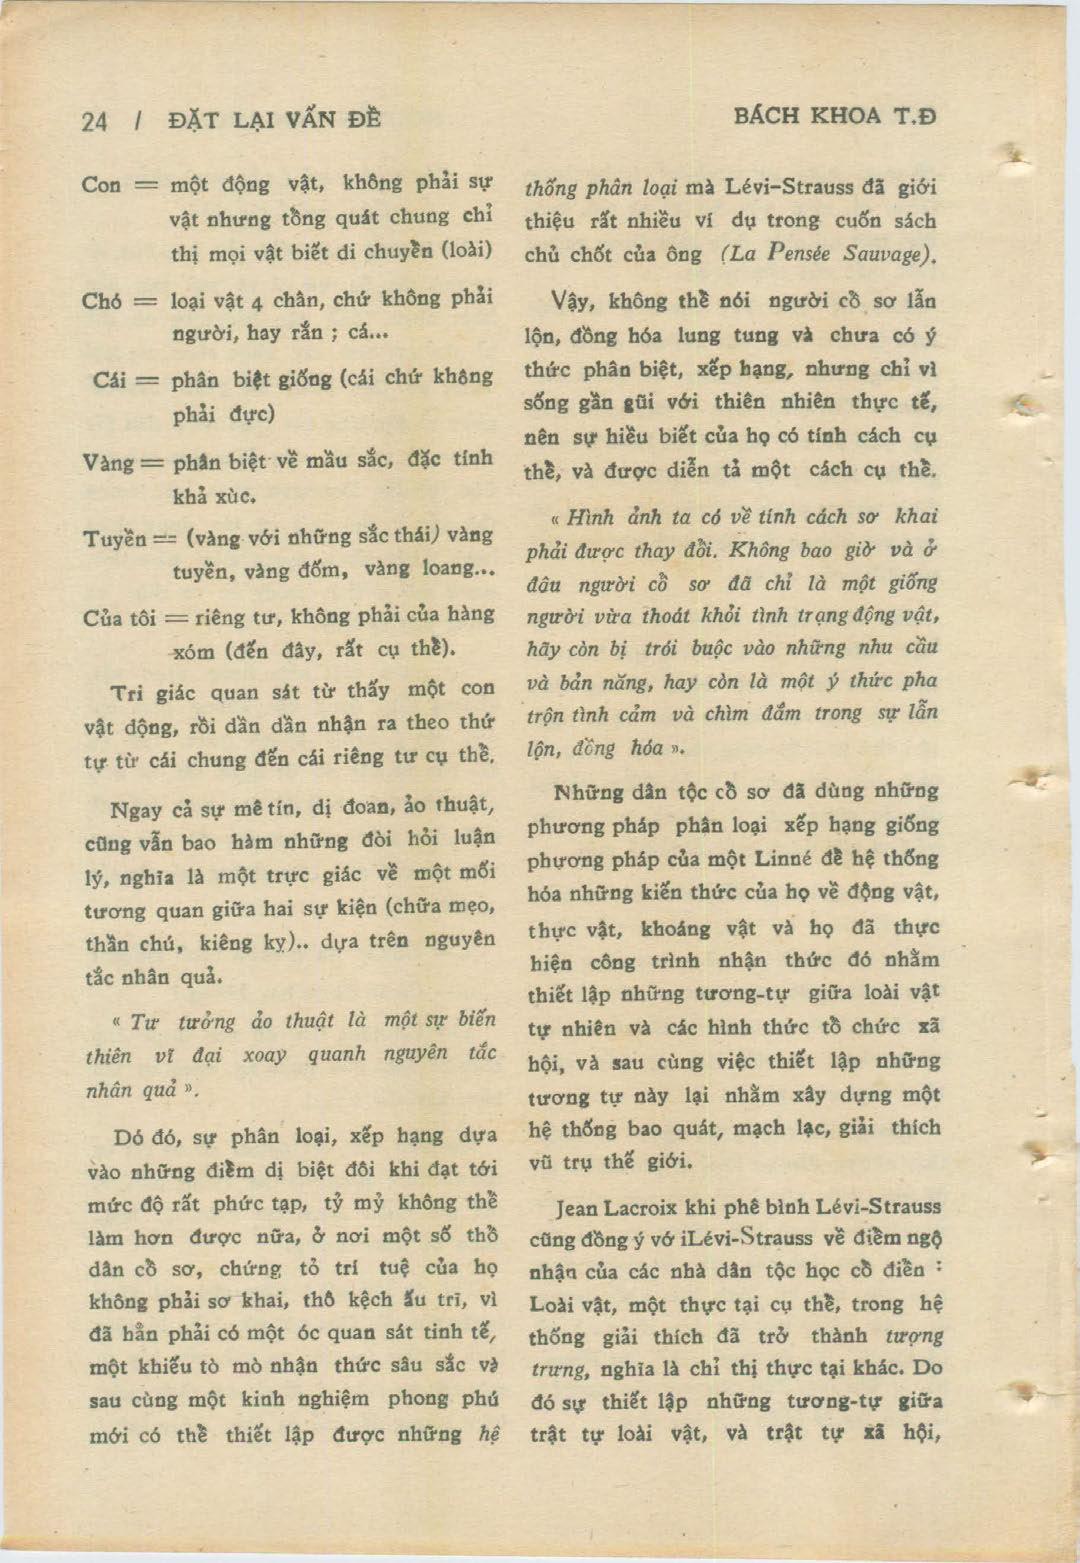 24 / ĐẶT LẠI VẤN ĐỀ
BÁCH KHOA T.Đ
Con = một động vật, không phải sự
vật nhưng tổng quát chung chỉ
thị mọi vật biết di chuyển (loài)
Chó = loại vật 4 chân, chứ không phải
người, hay rắn ; cá...
Cái = phân biệt giống (cái chứ không
phải đực)
Vàng = phân biệt về mầu sắc, đặc tính
khả xùc.
Tuyền = (vàng với những sắc thái) vàng
tuyền, vàng đốm, vàng loang...
Của tôi = riêng tư, không phải của hàng
xóm (đến đây, rất cụ thể).
Tri giác quan sát từ thấy một con
vật dộng, rồi dần dần nhận ra theo thứ
tự từ cái chung đến cái riêng tư cụ thể.
Ngay cả sự mê tín, dị đoan, ảo thuật,
cũng vẫn bao hàm những đòi hỏi luận
lý, nghĩa là một trực giác về một mối
tương quan giữa hai sự kiện (chữa mẹo,
thần chú, kiêng kỵ).. dựa trên nguyên
tắc nhân quả.
« Tư tưởng ảo thuật là một sự biến
thiên vĩ đại xoay quanh nguyên tắc
nhân quả ».
Dó đó, sự phân loại, xếp hạng dựa
vào những điểm dị biệt đôi khi đạt tới
mức độ rất phức tạp, tỷ mỷ không thể
làm hơn được nữa, ở nơi một số thổ
dân cổ sơ, chứng tỏ trí tuệ của họ
không phải sơ khai, thô kệch ấu trĩ, vì
đã hẳn phải có một óc quan sát tinh tế,
một khiếu tò mò nhận thức sâu sắc và
sau cùng một kinh nghiệm phong phú
mới có thể thiết lập được những hệ
thống phân loại mà Lévi-Strauss đã giới
thiệu rất nhiều ví dụ trong cuốn sách
chủ chốt của ông (La Pensée Sauvage).
Vậy, không thể nói người cổ sơ lẫn
lộn, đồng hóa lung tung và chưa có ý
thức phân biệt, xếp hạng, nhưng chỉ vì
sống gần gũi với thiên nhiên thực tế,
nên sự hiểu biết của họ có tính cách cụ
thể, và được diễn tả một cách cụ thể.
« Hình ảnh ta có về tính cách sơ khai
phải được thay đổi. Không bao giờ và ở
đâu người cổ sơ đã chỉ là một giống
người vừa thoát khỏi tình trạng động vật,
hãy còn bị trói buộc vào những nhu cầu
và bản năng, hay còn là một ý thức pha
trộn tình cảm và chìm đắm trong sự lẫn
lộn, đồng hóa ».
Những dân tộc cổ sơ đã dùng những
phương pháp phân loại xếp hạng giống
phương pháp của một Linné để hệ thống
hóa những kiến thức của họ về động vật,
thực vật, khoáng vật và họ đã thực
hiện công trình nhận thức đó nhằm
thiết lập những tương-tự giữa loài vật
tự nhiên và các hình thức tổ chức xã
hội, và sau cùng việc thiết lập những
tương tự này lại nhằm xây dựng một
hệ thống bao quát, mạch lạc, giải thích
vũ trụ thế giới.
Jean Lacroix khi phê bình Lévi-Strauss
cũng đồng ý vớ iLévi-Strauss về điểm ngộ
nhận của các nhà dân tộc học cổ điển :
Loài vật, một thực tại cụ thể, trong hệ
thống giải thích đã trở thành tượng
trưng, nghĩa là chỉ thị thực tại khác. Do
đó sự thiết lập những tương-tự giữa
trật tự loài vật, và trật tự xã hội,